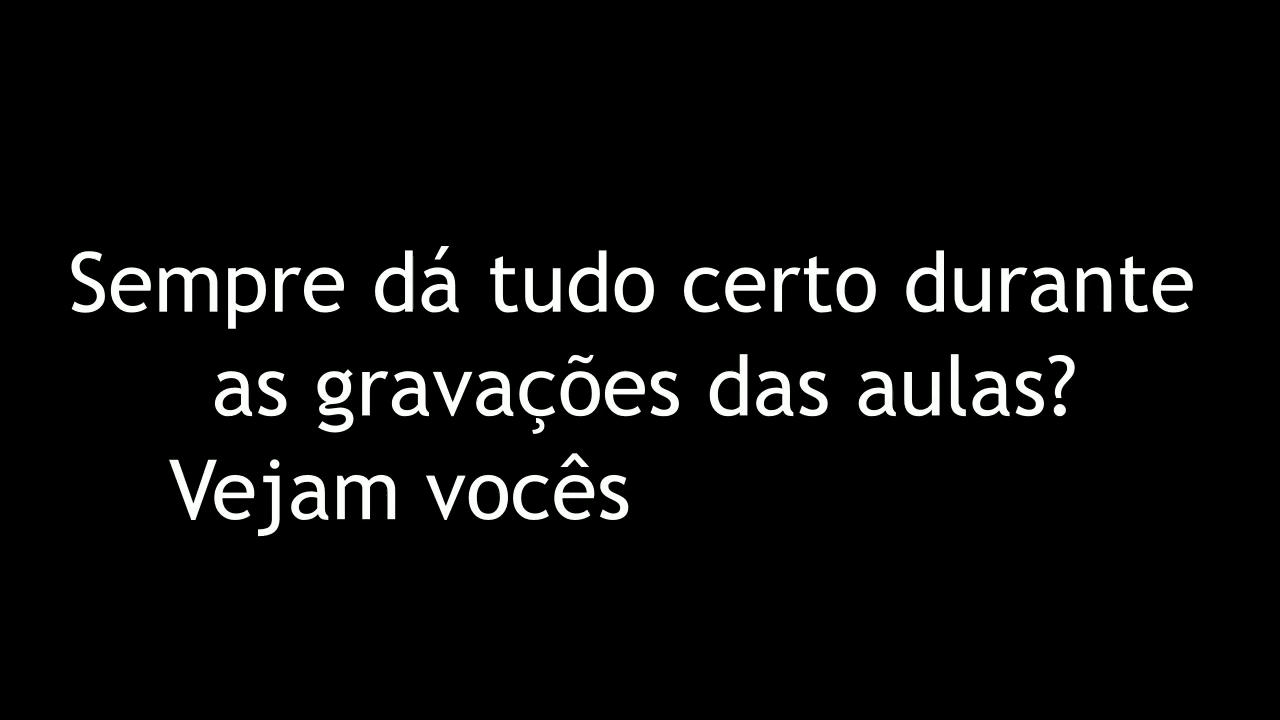 Sempre dá tudo certo durante
as gravações das aulas?
Vejam vocês